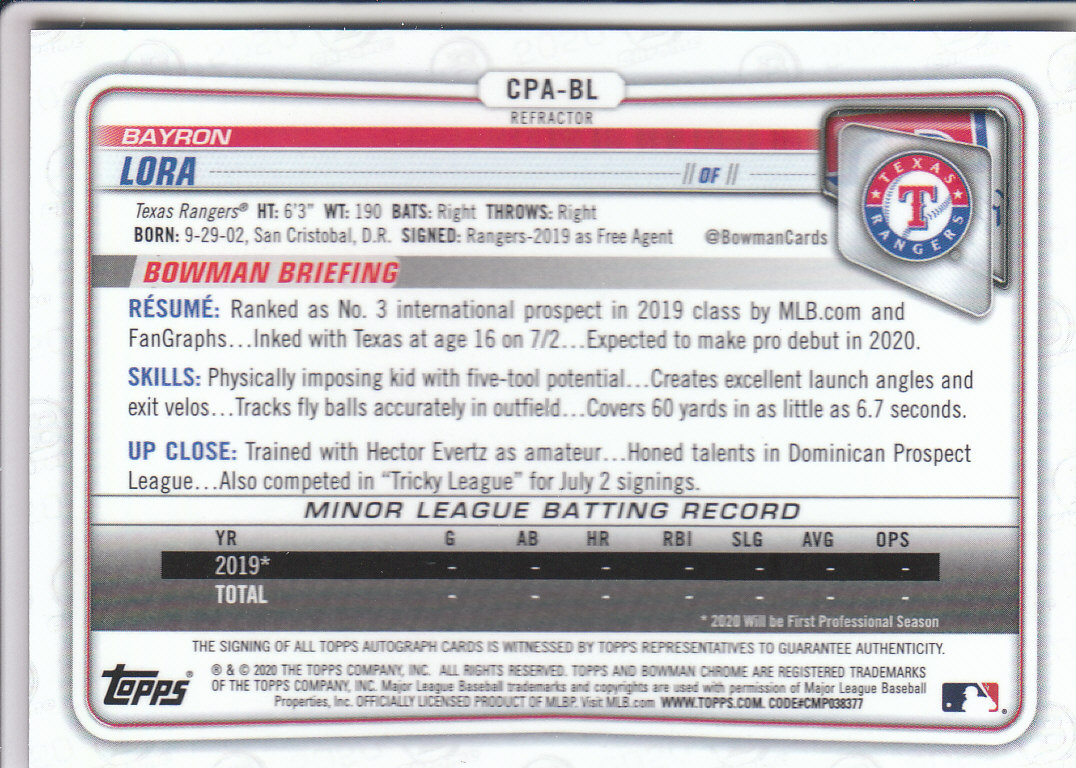 CPA-BL
REFRACTOR
BAYRON
LORA
// OF //
TEXAS
T
RANGERS
Texas Rangers® HT: 6'3" WT: 190 BATS: Right THROWS: Right
BORN: 9-29-02, San Cristobal, D.R. SIGNED: Rangers-2019 as Free Agent @BowmanCards
BOWMAN BRIEFING
RÉSUMÉ: Ranked as No. 3 international prospect in 2019 class by MLB.com and
FanGraphs...Inked with Texas at age 16 on 7/2...Expected to make pro debut in 2020.
SKILLS: Physically imposing kid with five-tool potential...Creates excellent launch angles and
exit velos...Tracks fly balls accurately in outfield...Covers 60 yards in as little as 6.7 seconds.
UP CLOSE: Trained with Hector Evertz as amateur...Honed talents in Dominican Prospect
League...Also competed in “Tricky League” for July 2 signings.
MINOR LEAGUE BATTING RECORD
YR G AB HR RBI SLG AVG OPS
2019* - - - - - - -
TOTAL - - - - - - -
* 2020 Will be First Professional Season
THE SIGNING OF ALL TOPPS AUTOGRAPH CARDS IS WITNESSED BY TOPPS REPRESENTATIVES TO GUARANTEE AUTHENTICITY.
TOPPS®
® & © 2020 THE TOPPS COMPANY, INC. ALL RIGHTS RESERVED. TOPPS AND BOWMAN CHROME ARE REGISTERED TRADEMARKS
OF THE TOPPS COMPANY, INC. Major League Baseball trademarks and copyrights are used with permission of Major League Baseball
Properties, Inc. OFFICIALLY LICENSED PRODUCT OF MLBP. Visit MLB.com WWW.TOPPS.COM. CODE#CMP038377